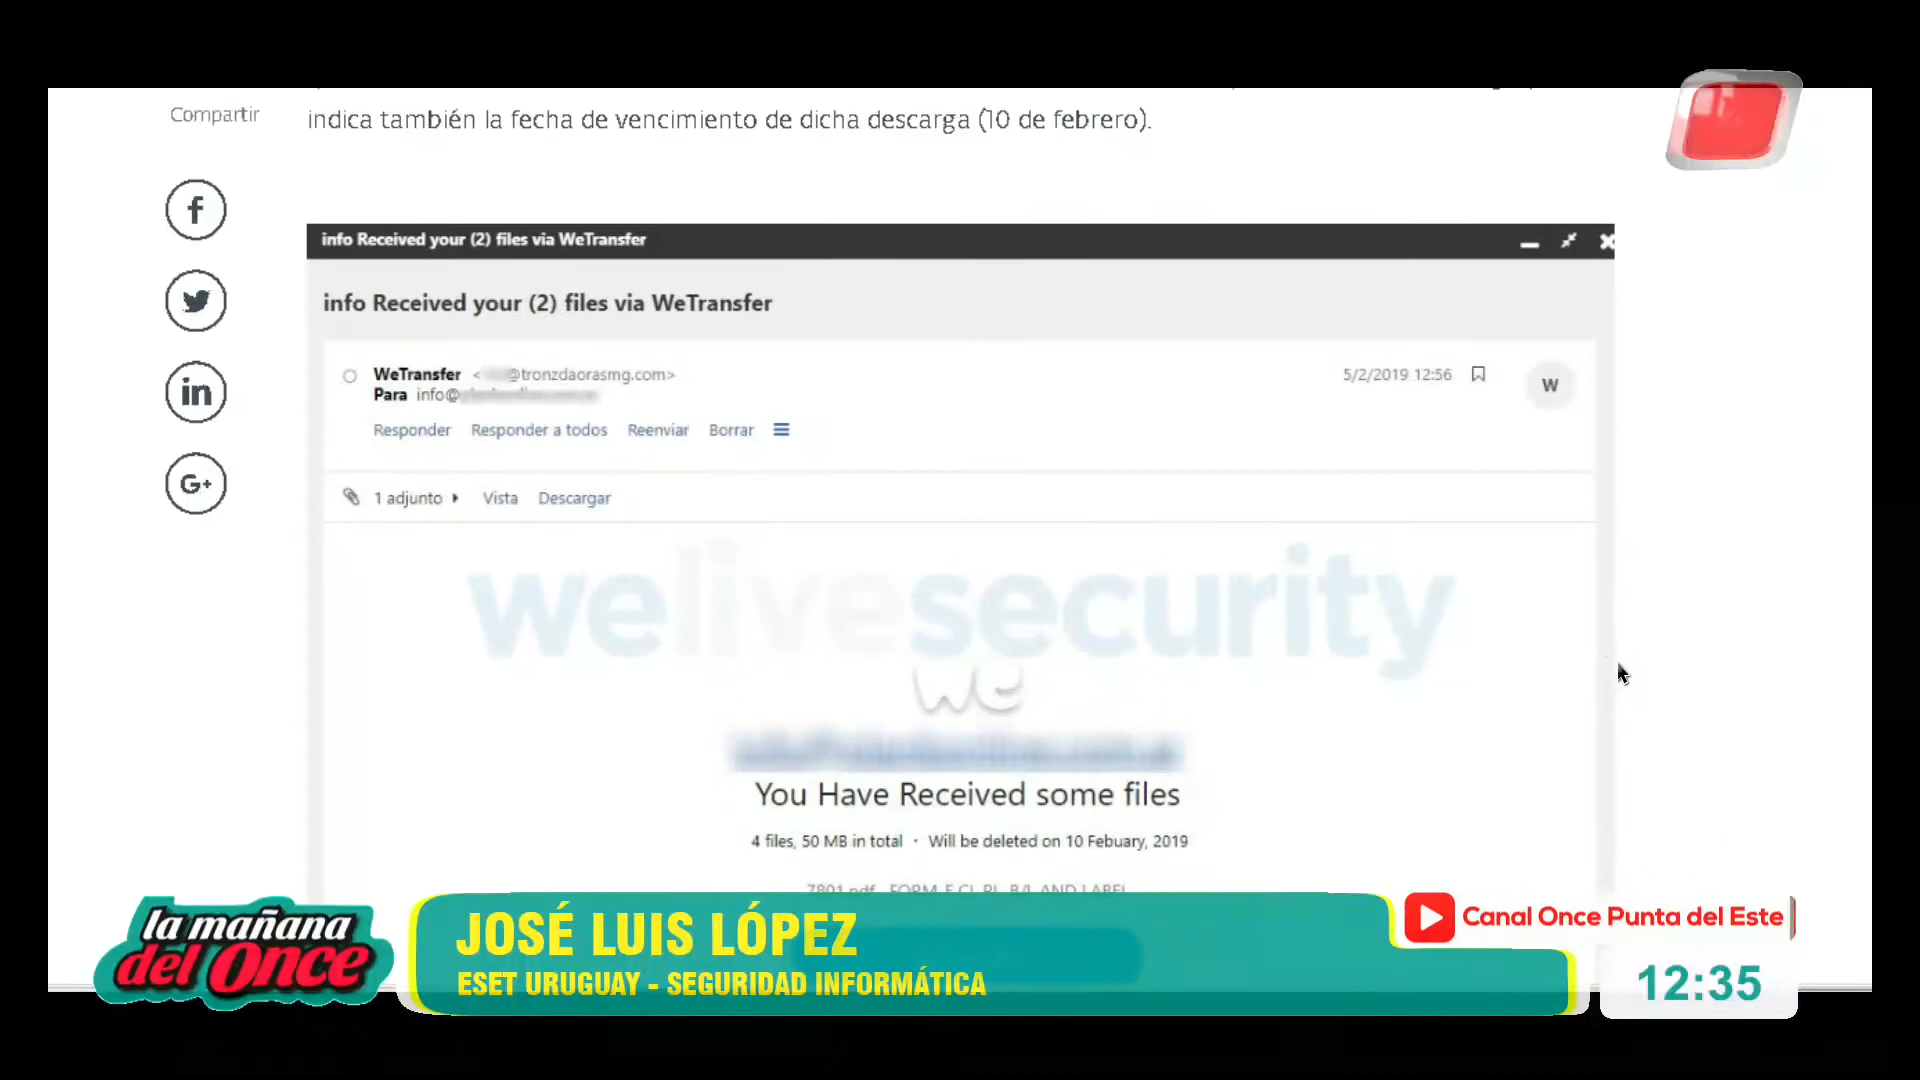 Compartir
indica también la fecha de vencimiento de dicha descarga (10 de febrero).
info Received your (2) files via WeTransfer
info Received your (2) files via WeTransfer
WeTransfer < @tronzdaorasmg.com>
5/2/2019 12:56
W
Para info@
Responder Responder a todos Reenviar Borrar
1 adjunto Vista Descargar
welivesecurity
we
You Have Received some files
4 files, 50 MB in total · Will be deleted on 10 Febuary, 2019
7801.pdf
f
in
G+
la mañana
del Once
JOSÉ LUIS LÓPEZ
ESET URUGUAY - SEGURIDAD INFORMÁTICA
Canal Once Punta del Este
12:35